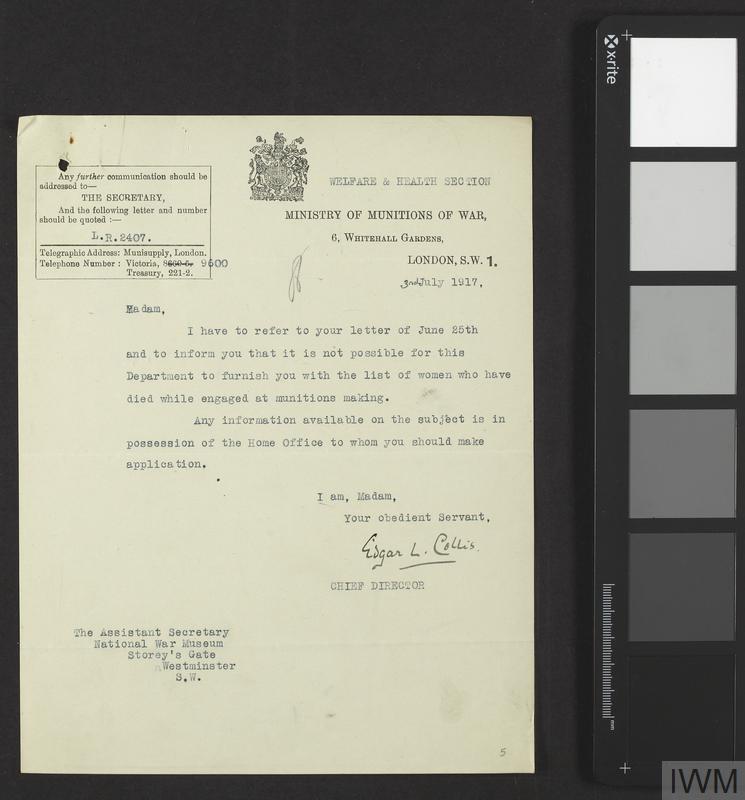 Any further communication should be
addressed to—
THE SECRETARY,
And the following letter and number
should be quoted :—
L.R.2407.
Telegraphic Address: Munisupply, London.
Telephone Number : Victoria, 8660-5. 9600
Treasury, 221-2.
WELFARE & HEALTH SECTION
MINISTRY OF MUNITIONS OF WAR,
6, WHITEHALL GARDENS,
LONDON, S.W. 1.
3rd July 1917,
Madam,
I have to refer to your letter of June 25th
and to inform you that it is not possible for this
Department to furnish you with the list of women who have
died while engaged at munitions making.
Any information available on the subject is in
possession of the Home Office to whom you should make
application.
I am, Madam,
Your obedient Servant,
Edgar L. Collis.
CHIEF DIRECTOR
The Assistant Secretary
National War Museum
Storey's Gate
Westminster
S.W.
5
x-rite
mm
IWM